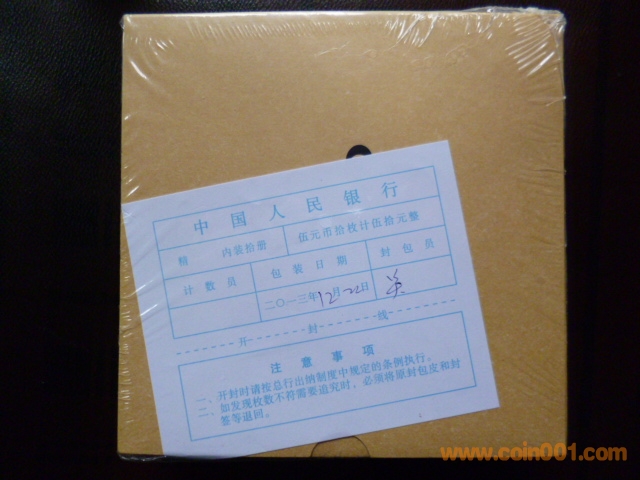 中国人民银行
精 内装拾册 伍元币拾枚计伍拾元整
计数员 包装日期 封包员
二〇一三年12月22日
开 封 线
注意事项
一、开封时请按总行出纳制度中规定的条例执行。
二、如发现枚数不符需要追究时，必须将原封包皮和封
签等退回。
www.coin001.com